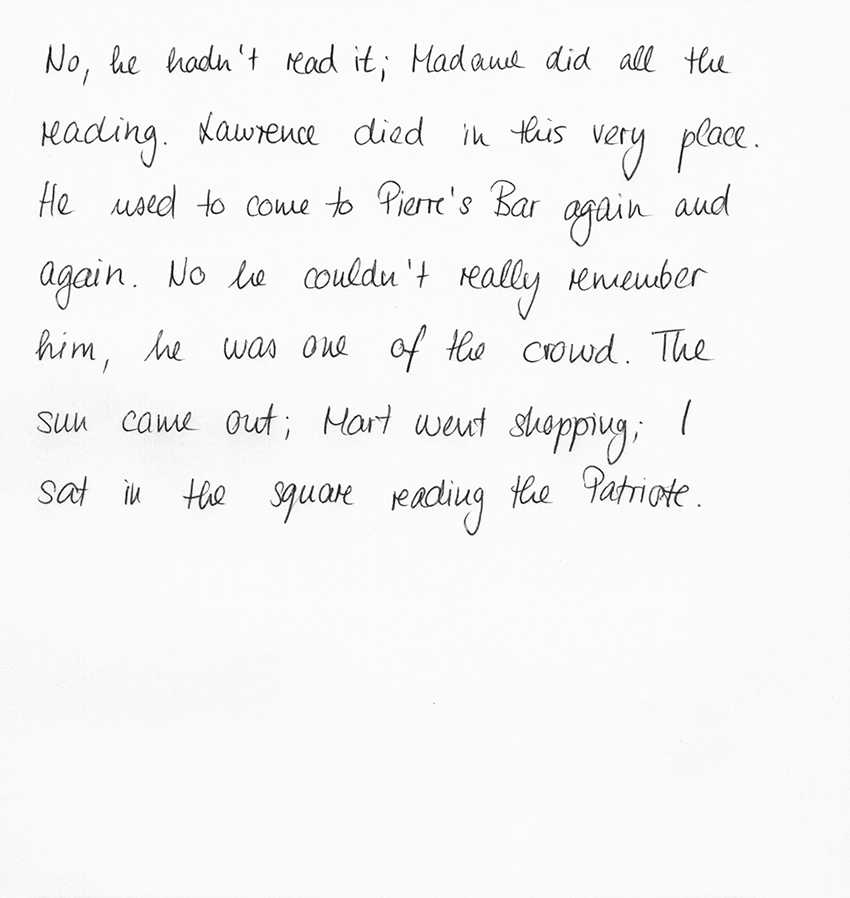 No, he hadn't read it; Madame did all the
reading. Lawrence died in this very place.
He used to come to Pierre's Bar again and
again. No he couldn't really remember
him, he was one of the crowd. The
sun came out; Mart went shopping; I
sat in the square reading the Patriote.